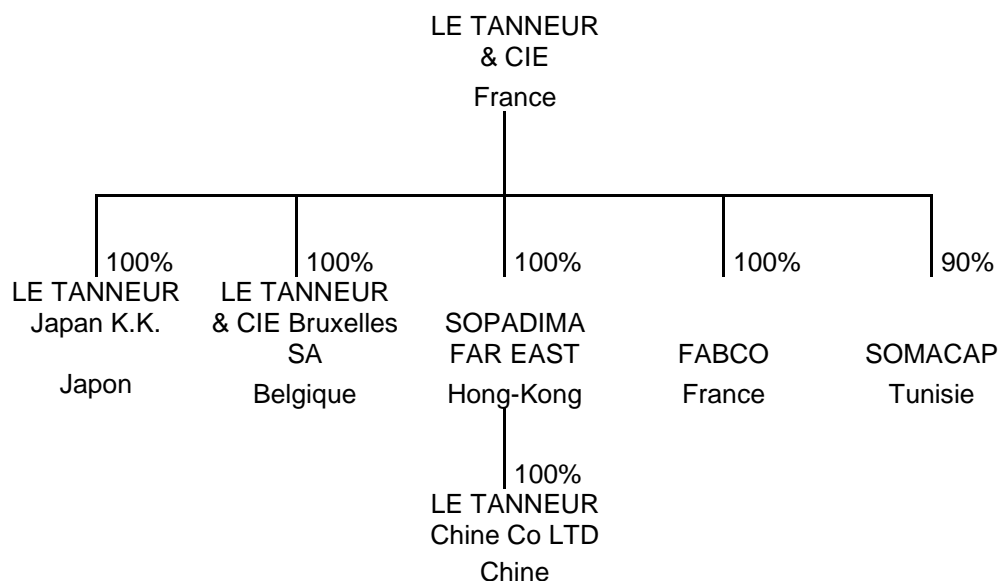 LE TANNEUR
& CIE
France
100%
LE TANNEUR
Japan K.K.
Japon
100%
LE TANNEUR
& CIE Bruxelles
SA
Belgique
100%
SOPADIMA
FAR EAST
Hong-Kong
100%
FABCO
France
90%
SOMACAP
Tunisie
100%
LE TANNEUR
Chine Co LTD
Chine